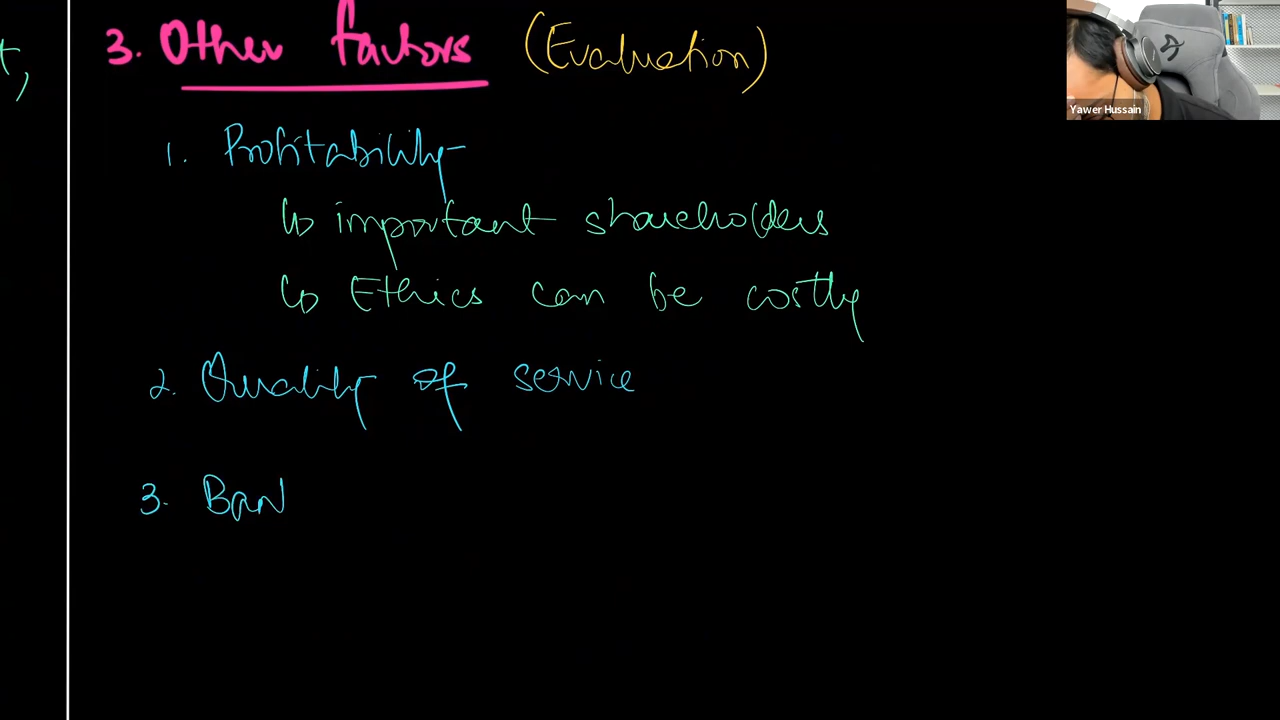 t,
3. Other factors (Evaluation)
1. Profitability
↳ important shareholders
↳ Ethics can be costly
2. Quality of service
3. Bran
Yawer Hussain